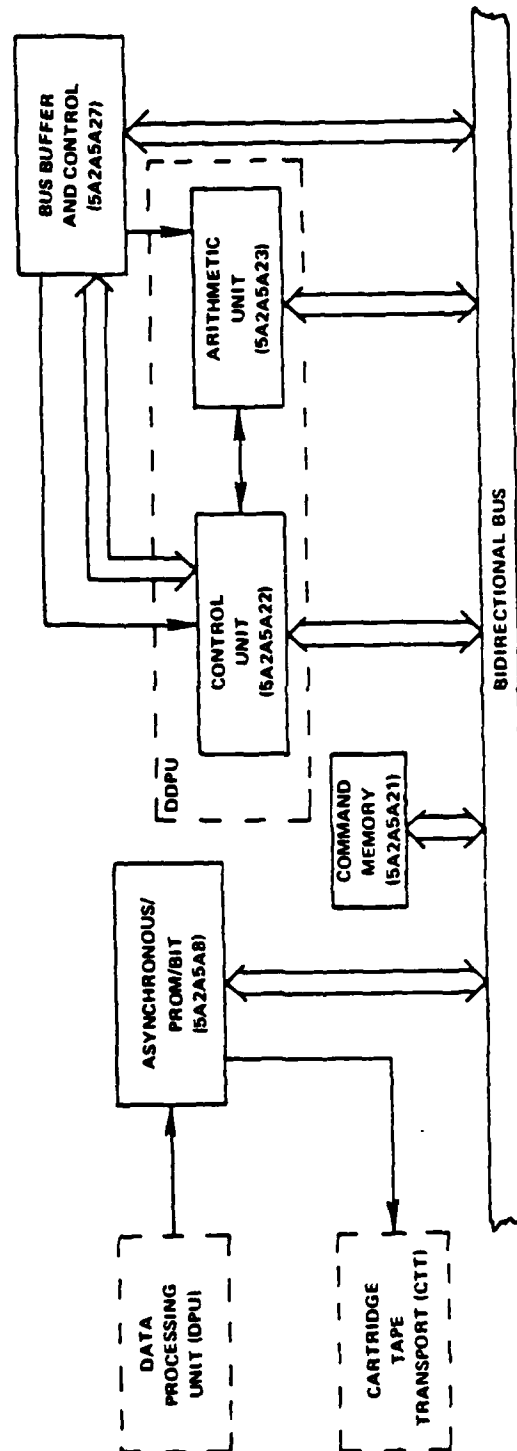 DATA
PROCESSING
UNIT (DPU)
CARTRIDGE
TAPE
TRANSPORT (CTT)
ASYNCHRONOUS/
PROM/BIT
(5A2A5A8)
COMMAND
MEMORY
(5A2A5A21)
DDPU
CONTROL
UNIT
(5A2A5A22)
ARITHMETIC
UNIT
(5A2A5A23)
BUS BUFFER
AND CONTROL
(5A2A5A27)
BIDIRECTIONAL BUS